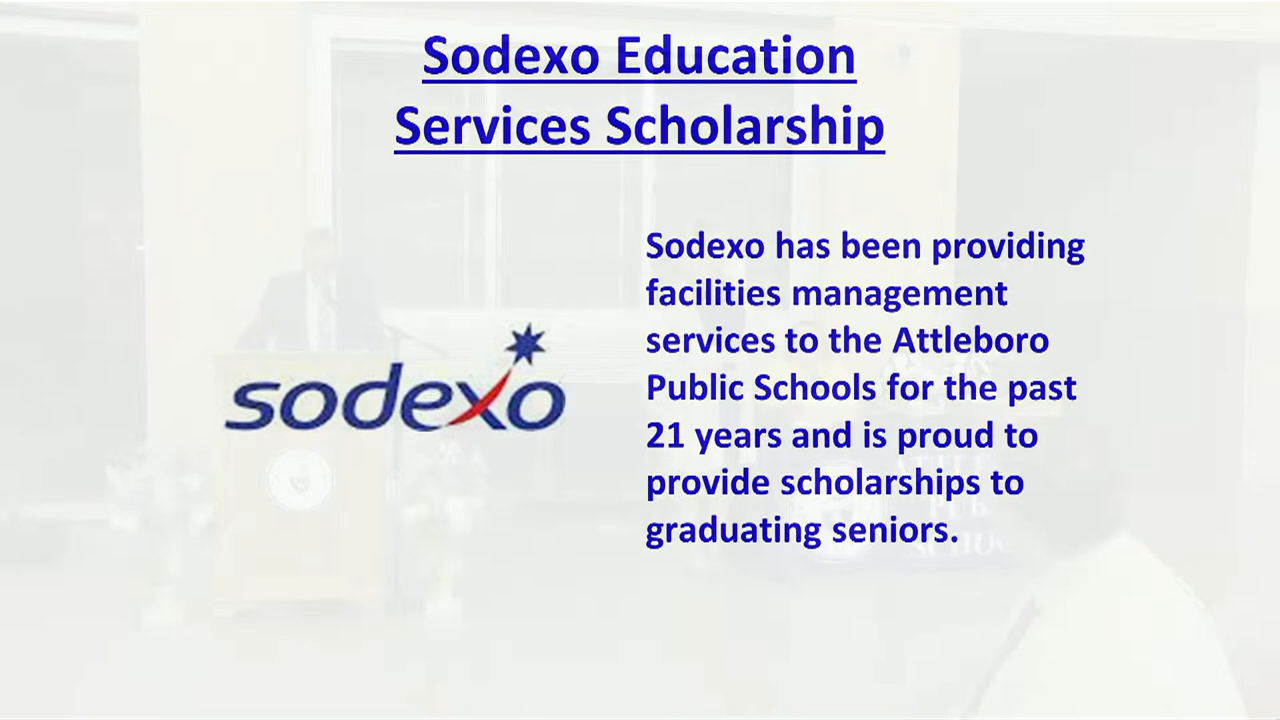 Sodexo Education
Services Scholarship
sodexo
Sodexo has been providing
facilities management
services to the Attleboro
Public Schools for the past
21 years and is proud to
provide scholarships to
graduating seniors.